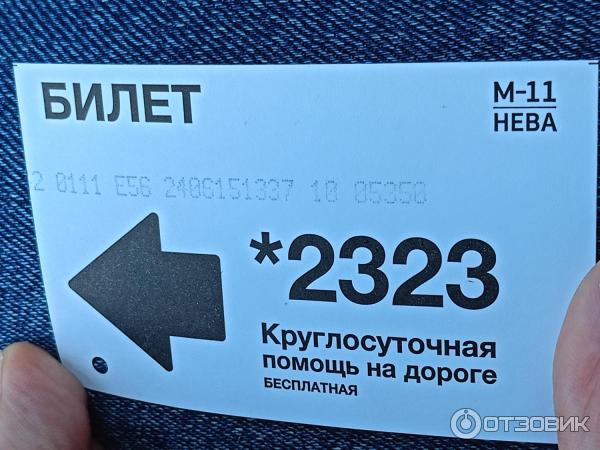 БИЛЕТ
М-11
НЕВА
2 0111 E56 2406151337 10 05350
*2323
Круглосуточная
помощь на дороге
БЕСПЛАТНАЯ
ОТЗОВИК